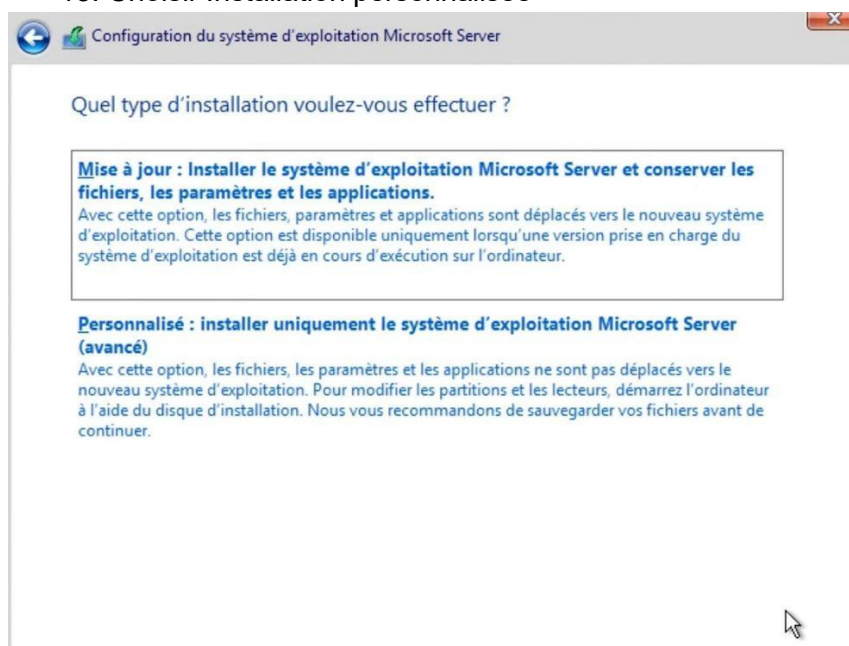 Choisir Installation personnalisée
Configuration du système d'exploitation Microsoft Server
Quel type d'installation voulez-vous effectuer ?
Mise à jour : Installer le système d'exploitation Microsoft Server et conserver les
fichiers, les paramètres et les applications.
Avec cette option, les fichiers, paramètres et applications sont déplacés vers le nouveau système
d'exploitation. Cette option est disponible uniquement lorsqu'une version prise en charge du
système d'exploitation est déjà en cours d'exécution sur l'ordinateur.
Personnalisé : installer uniquement le système d'exploitation Microsoft Server
(avancé)
Avec cette option, les fichiers, les paramètres et les applications ne sont pas déplacés vers le
nouveau système d'exploitation. Pour modifier les partitions et les lecteurs, démarrez l'ordinateur
à l'aide du disque d'installation. Nous vous recommandons de sauvegarder vos fichiers avant de
continuer.